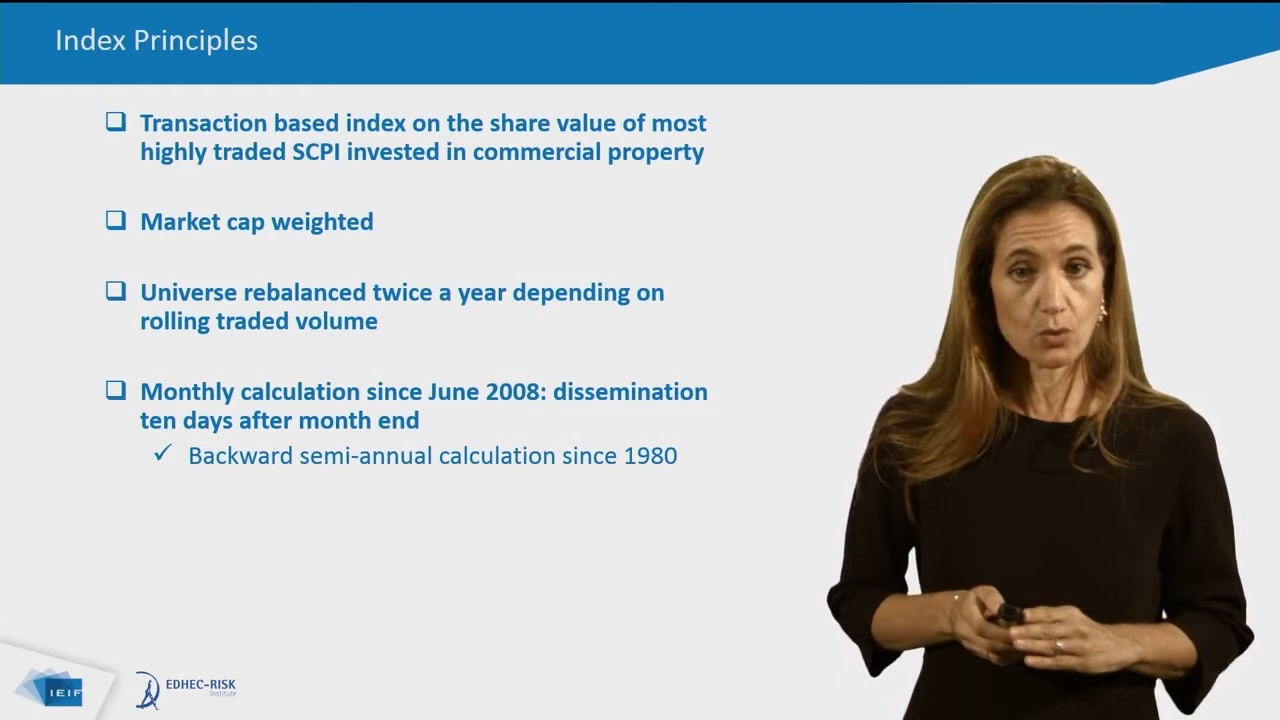 Index Principles
Transaction based index on the share value of most
highly traded SCPI invested in commercial property
Market cap weighted
Universe rebalanced twice a year depending on
rolling traded volume
Monthly calculation since June 2008: dissemination
ten days after month end
Backward semi-annual calculation since 1980
IEIF
EDHEC-RISK
Institute